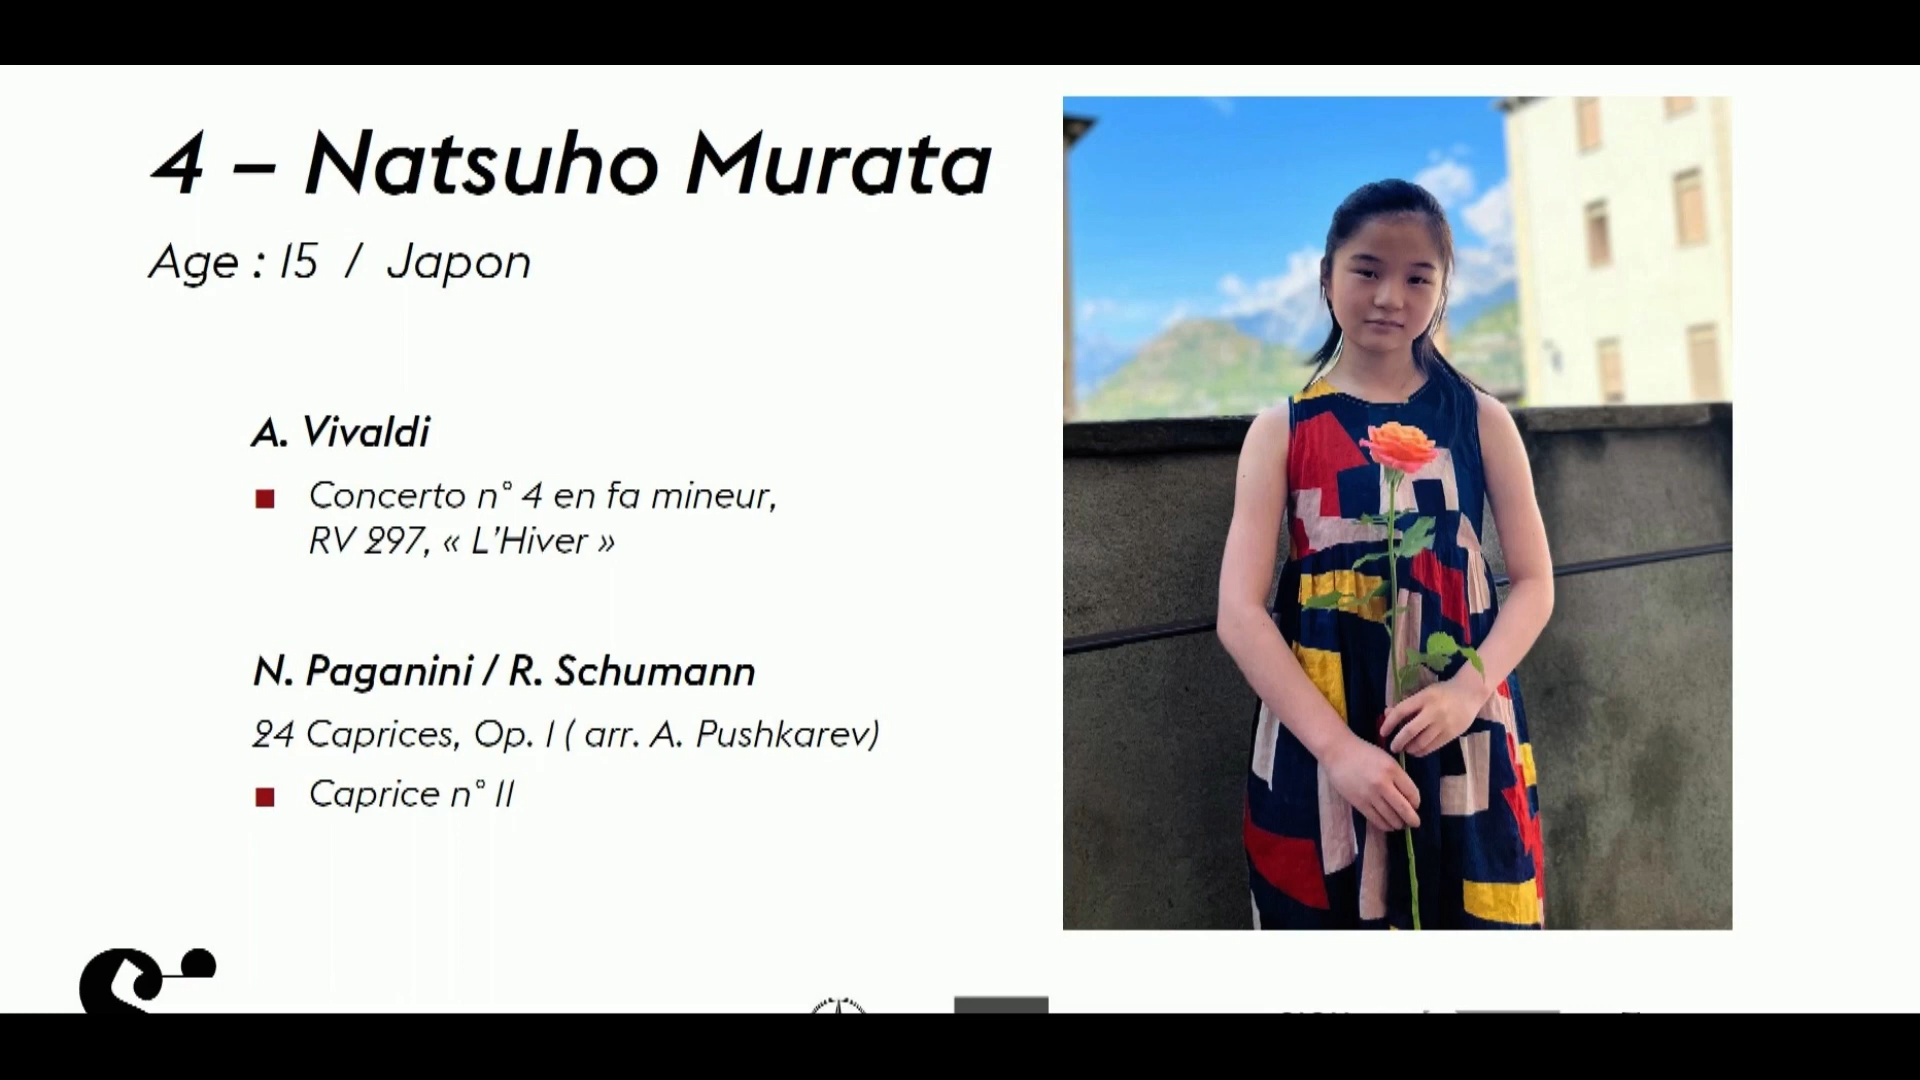 4 – Natsuho Murata
Age : 15 / Japon
A. Vivaldi
Concerto n° 4 en fa mineur,
RV 297, « L’Hiver »
N. Paganini / R. Schumann
24 Caprices, Op. 1 ( arr. A. Pushkarev)
Caprice n° 11